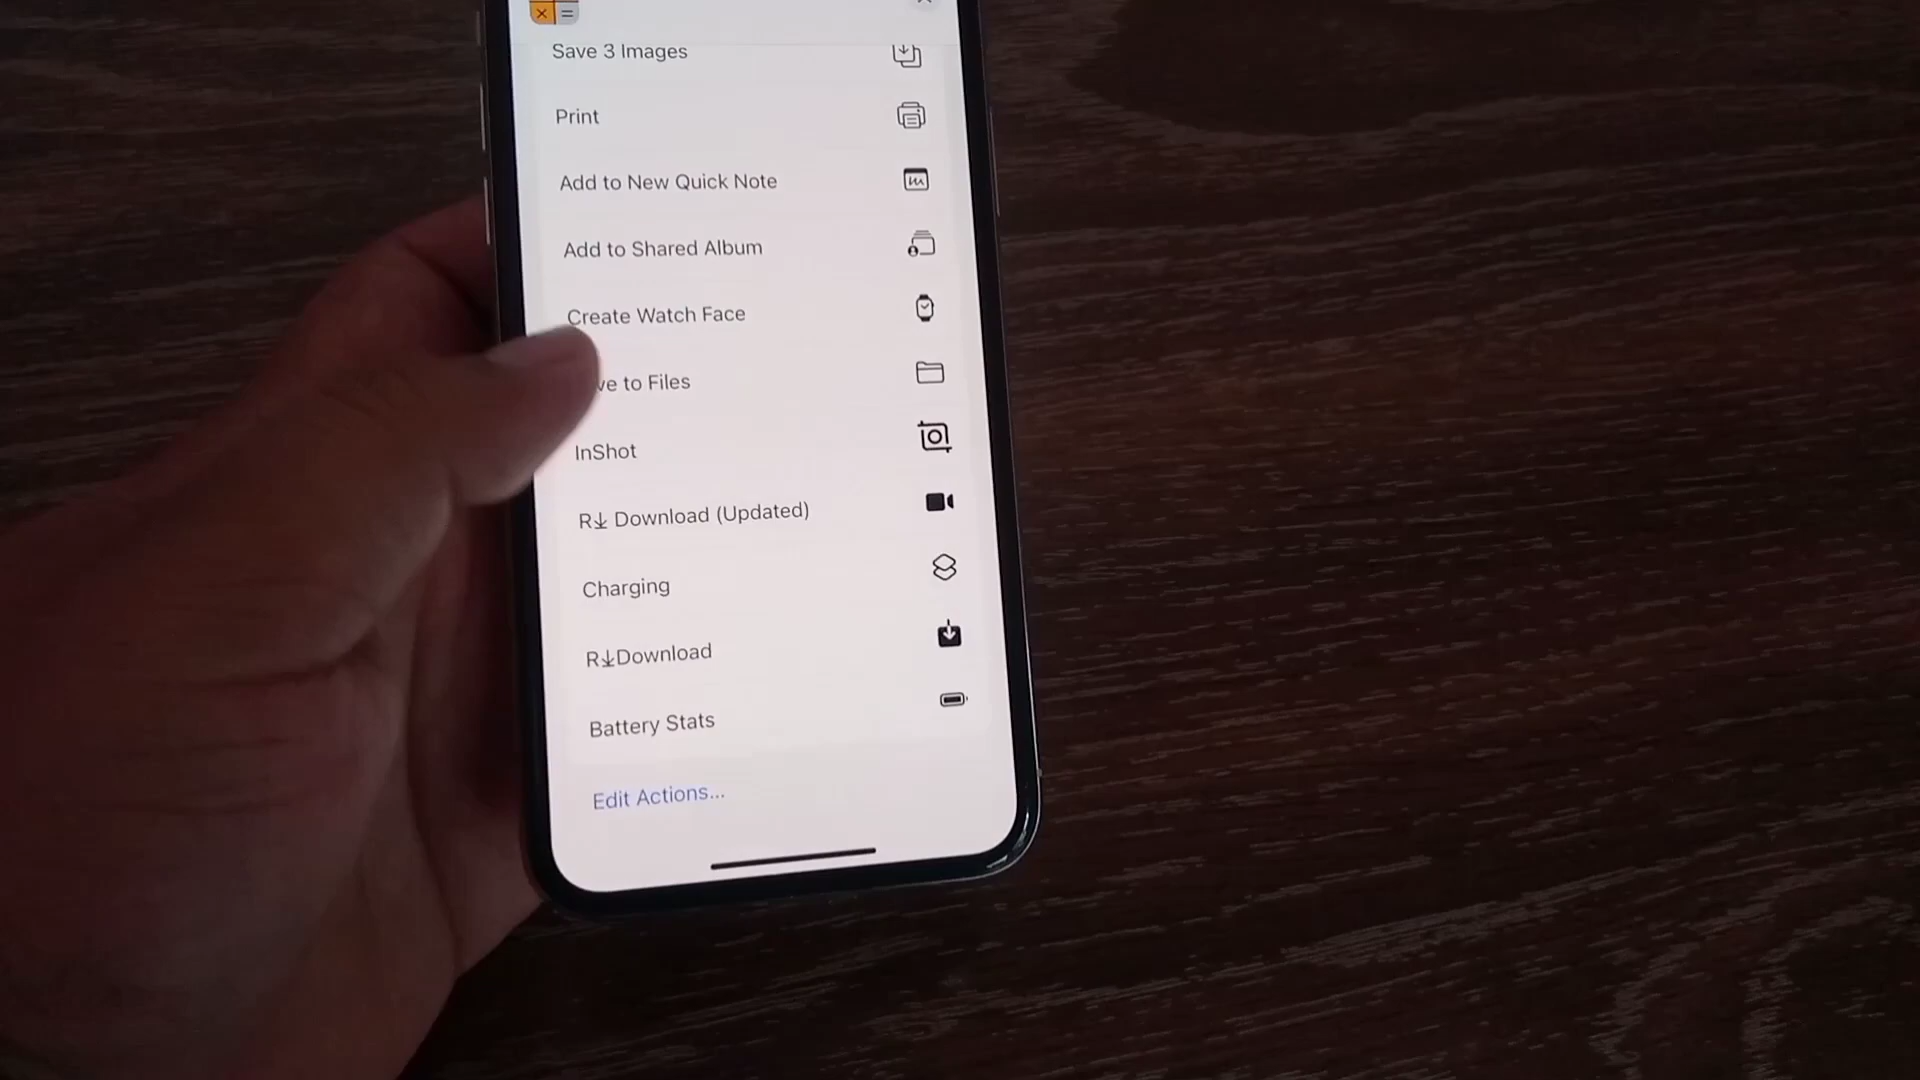 Save 3 Images
Print
Add to New Quick Note
Add to Shared Album
Create Watch Face
ve to Files
InShot
R↓ Download (Updated)
Charging
R↓Download
Battery Stats
Edit Actions...